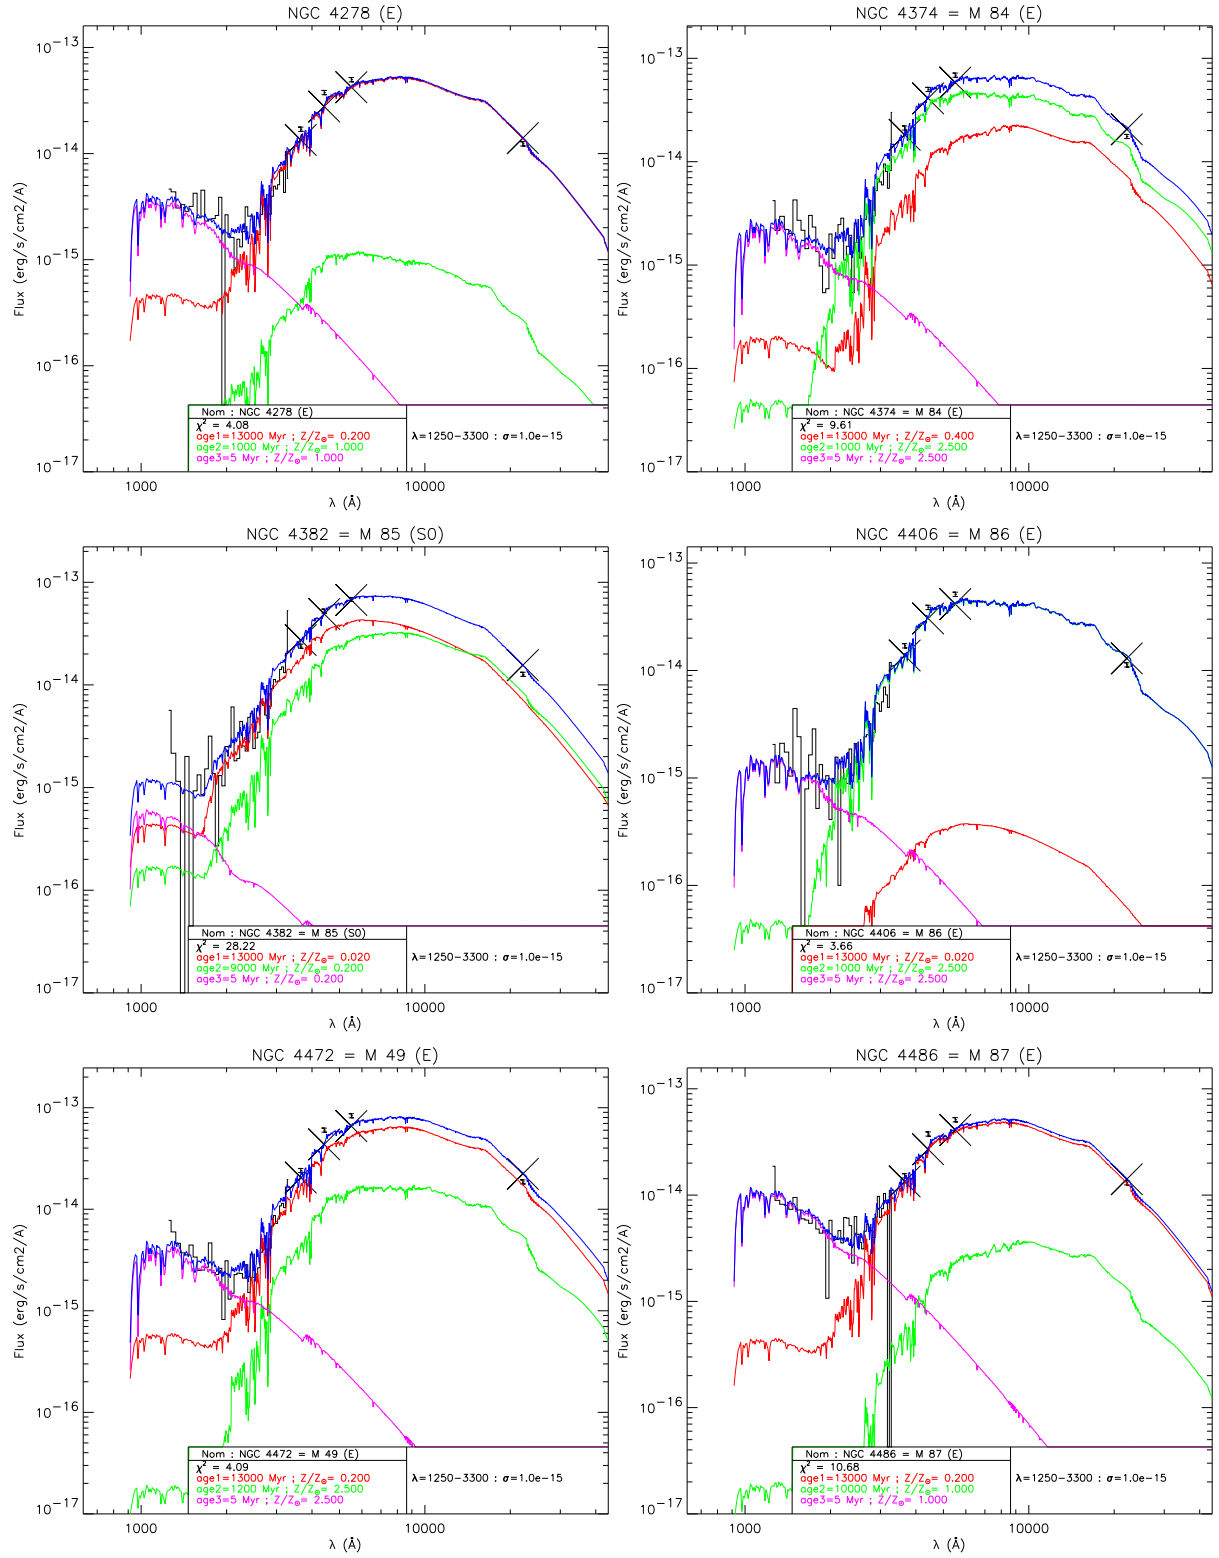 NGC 4278 (E)
10⁻¹³
10⁻¹⁴
10⁻¹⁵
10⁻¹⁶
10⁻¹⁷
Flux (erg/s/cm2/A)
Nom : NGC 4278 (E)
χ² = 4.08
age1=13000 Myr ; Z/Z⊙= 0.200
age2=1000 Myr ; Z/Z⊙= 1.000
age3=5 Myr ; Z/Z⊙= 1.000
λ=1250-3300 : σ=1.0e-15
1000 10000
λ (Å)
NGC 4374 = M 84 (E)
10⁻¹³
10⁻¹⁴
10⁻¹⁵
10⁻¹⁶
10⁻¹⁷
Flux (erg/s/cm2/A)
Nom : NGC 4374 = M 84 (E)
χ² = 9.61
age1=13000 Myr ; Z/Z⊙= 0.400
age2=1000 Myr ; Z/Z⊙= 2.500
age3=5 Myr ; Z/Z⊙= 2.500
λ=1250-3300 : σ=1.0e-15
1000 10000
λ (Å)
NGC 4382 = M 85 (S0)
10⁻¹³
10⁻¹⁴
10⁻¹⁵
10⁻¹⁶
10⁻¹⁷
Flux (erg/s/cm2/A)
Nom : NGC 4382 = M 85 (S0)
χ² = 28.22
age1=13000 Myr ; Z/Z⊙= 0.020
age2=9000 Myr ; Z/Z⊙= 0.200
age3=5 Myr ; Z/Z⊙= 0.200
λ=1250-3300 : σ=1.0e-15
1000 10000
λ (Å)
NGC 4406 = M 86 (E)
10⁻¹³
10⁻¹⁴
10⁻¹⁵
10⁻¹⁶
10⁻¹⁷
Flux (erg/s/cm2/A)
Nom : NGC 4406 = M 86 (E)
χ² = 3.66
age1=13000 Myr ; Z/Z⊙= 0.020
age2=1000 Myr ; Z/Z⊙= 2.500
age3=5 Myr ; Z/Z⊙= 2.500
λ=1250-3300 : σ=1.0e-15
1000 10000
λ (Å)
NGC 4472 = M 49 (E)
10⁻¹³
10⁻¹⁴
10⁻¹⁵
10⁻¹⁶
10⁻¹⁷
Flux (erg/s/cm2/A)
Nom : NGC 4472 = M 49 (E)
χ² = 4.09
age1=13000 Myr ; Z/Z⊙= 0.200
age2=1200 Myr ; Z/Z⊙= 2.500
age3=5 Myr ; Z/Z⊙= 2.500
λ=1250-3300 : σ=1.0e-15
1000 10000
λ (Å)
NGC 4486 = M 87 (E)
10⁻¹³
10⁻¹⁴
10⁻¹⁵
10⁻¹⁶
10⁻¹⁷
Flux (erg/s/cm2/A)
Nom : NGC 4486 = M 87 (E)
χ² = 10.68
age1=13000 Myr ; Z/Z⊙= 0.200
age2=10000 Myr ; Z/Z⊙= 1.000
age3=5 Myr ; Z/Z⊙= 1.000
λ=1250-3300 : σ=1.0e-15
1000 10000
λ (Å)